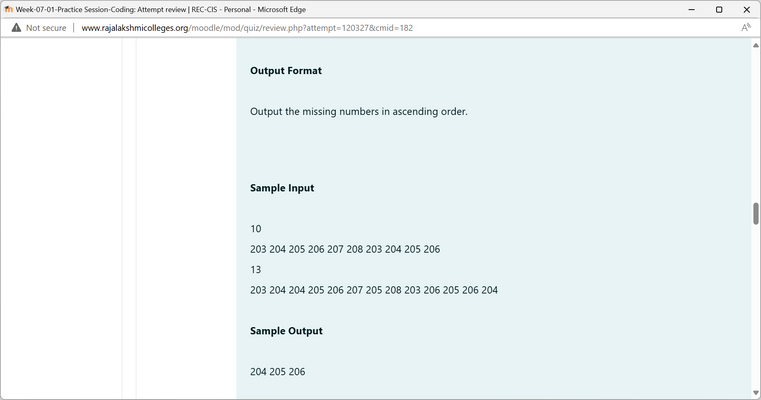 Week-07-01-Practice Session-Coding: Attempt review | REC-CIS - Personal - Microsoft Edge
Not secure | www.rajalakshmicolleges.org/moodle/mod/quiz/review.php?attempt=120327&cmid=182
Output Format
Output the missing numbers in ascending order.
Sample Input
10
203 204 205 206 207 208 203 204 205 206
13
203 204 204 205 206 207 205 208 203 206 205 206 204
Sample Output
204 205 206